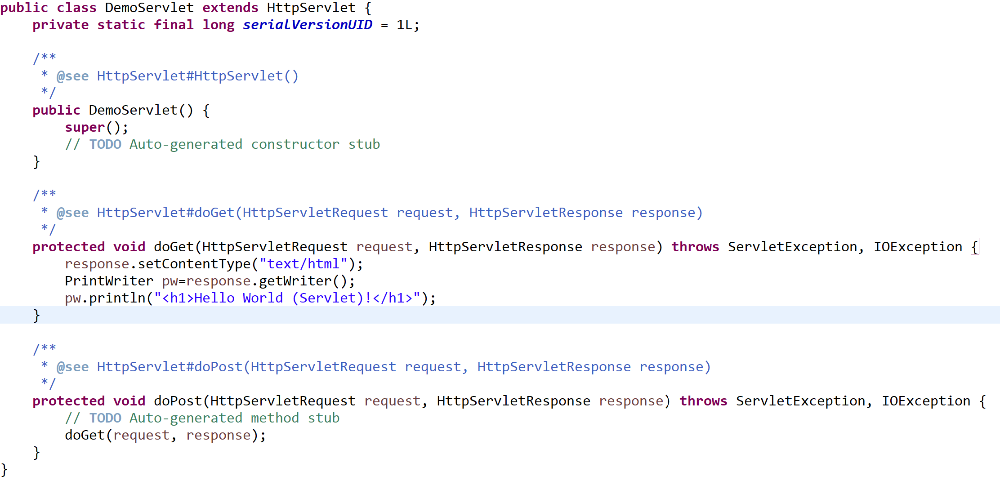 public class DemoServlet extends HttpServlet {
    private static final long serialVersionUID = 1L;

    /**
     * @see HttpServlet#HttpServlet()
     */
    public DemoServlet() {
        super();
        // TODO Auto-generated constructor stub
    }

    /**
     * @see HttpServlet#doGet(HttpServletRequest request, HttpServletResponse response)
     */
    protected void doGet(HttpServletRequest request, HttpServletResponse response) throws ServletException, IOException {
        response.setContentType("text/html");
        PrintWriter pw=response.getWriter();
        pw.println("<h1>Hello World (Servlet)!</h1>");
    }

    /**
     * @see HttpServlet#doPost(HttpServletRequest request, HttpServletResponse response)
     */
    protected void doPost(HttpServletRequest request, HttpServletResponse response) throws ServletException, IOException {
        // TODO Auto-generated method stub
        doGet(request, response);
    }
}